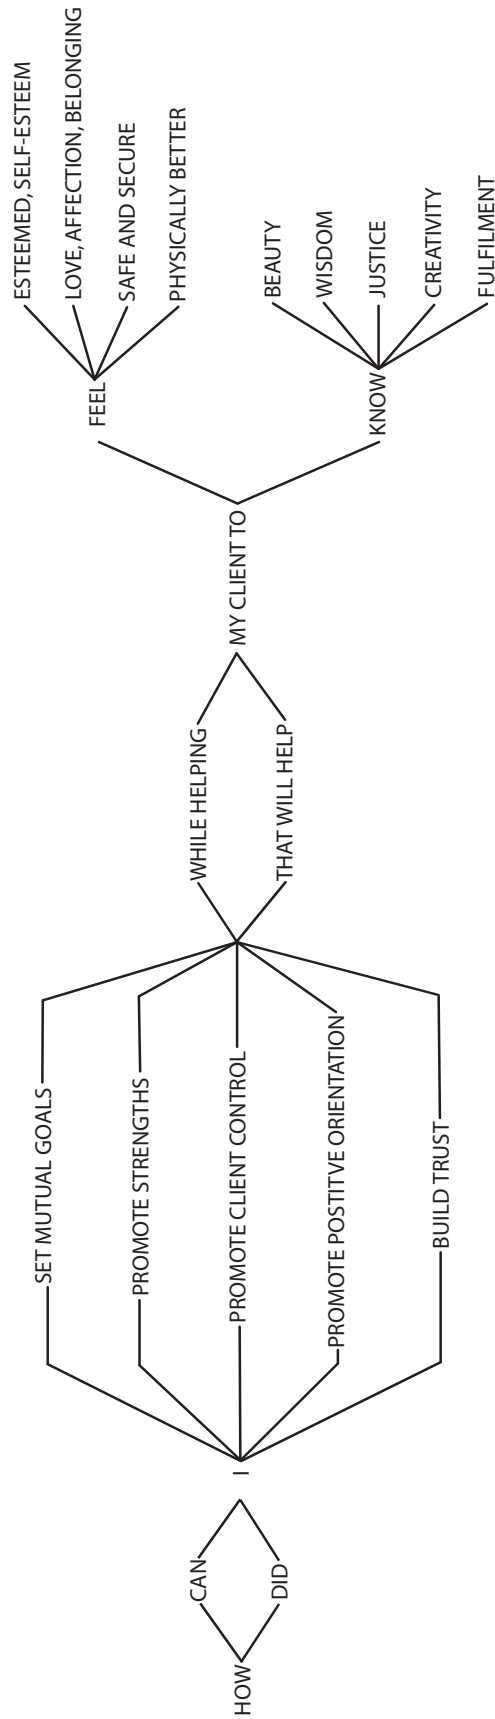 HOW
CAN
DID
I
SET MUTUAL GOALS
PROMOTE STRENGTHS
PROMOTE CLIENT CONTROL
PROMOTE POSTITVE ORIENTATION
BUILD TRUST
WHILE HELPING
THAT WILL HELP
MY CLIENT TO
FEEL
ESTEEMED, SELF-ESTEEM
LOVE, AFFECTION, BELONGING
SAFE AND SECURE
PHYSICALLY BETTER
KNOW
BEAUTY
WISDOM
JUSTICE
CREATIVITY
FULFILMENT